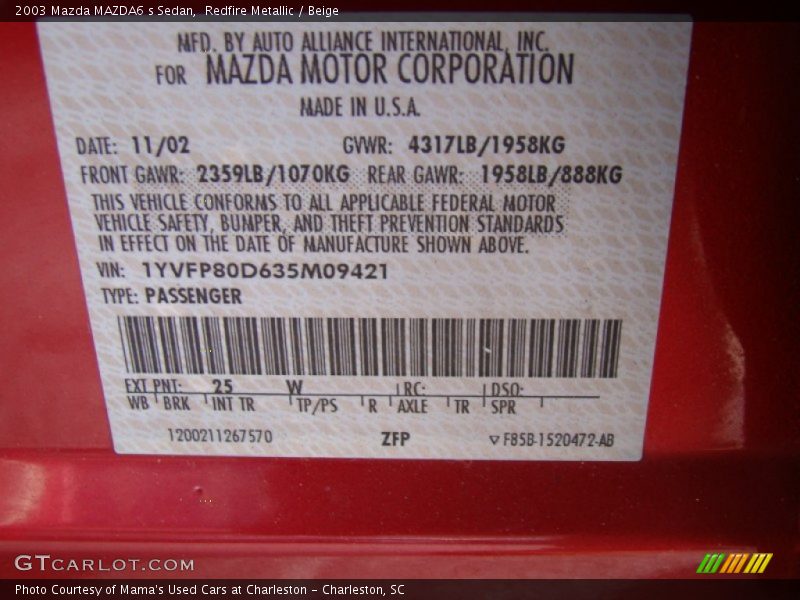 2003 Mazda MAZDA6 s Sedan,  Redfire Metallic / Beige
MFD. BY AUTO ALLIANCE INTERNATIONAL, INC.
FOR MAZDA MOTOR CORPORATION
MADE IN U.S.A.
DATE: 11/02 GVWR: 4317LB/1958KG
FRONT GAWR: 2359LB/1070KG REAR GAWR: 1958LB/888KG
THIS VEHICLE CONFORMS TO ALL APPLICABLE FEDERAL MOTOR
VEHICLE SAFETY, BUMPER, AND THEFT PREVENTION STANDARDS
IN EFFECT ON THE DATE OF MANUFACTURE SHOWN ABOVE.
VIN: 1YVFP80D635M09421
TYPE: PASSENGER
EXT PNT: 25 W RC: DSO:
WB BRK INT TR TP/PS R AXLE TR SPR
1200211267570 ZFP F85B-1520472-AB
GTCARLOT.COM
Photo Courtesy of Mama's Used Cars at Charleston - Charleston, SC